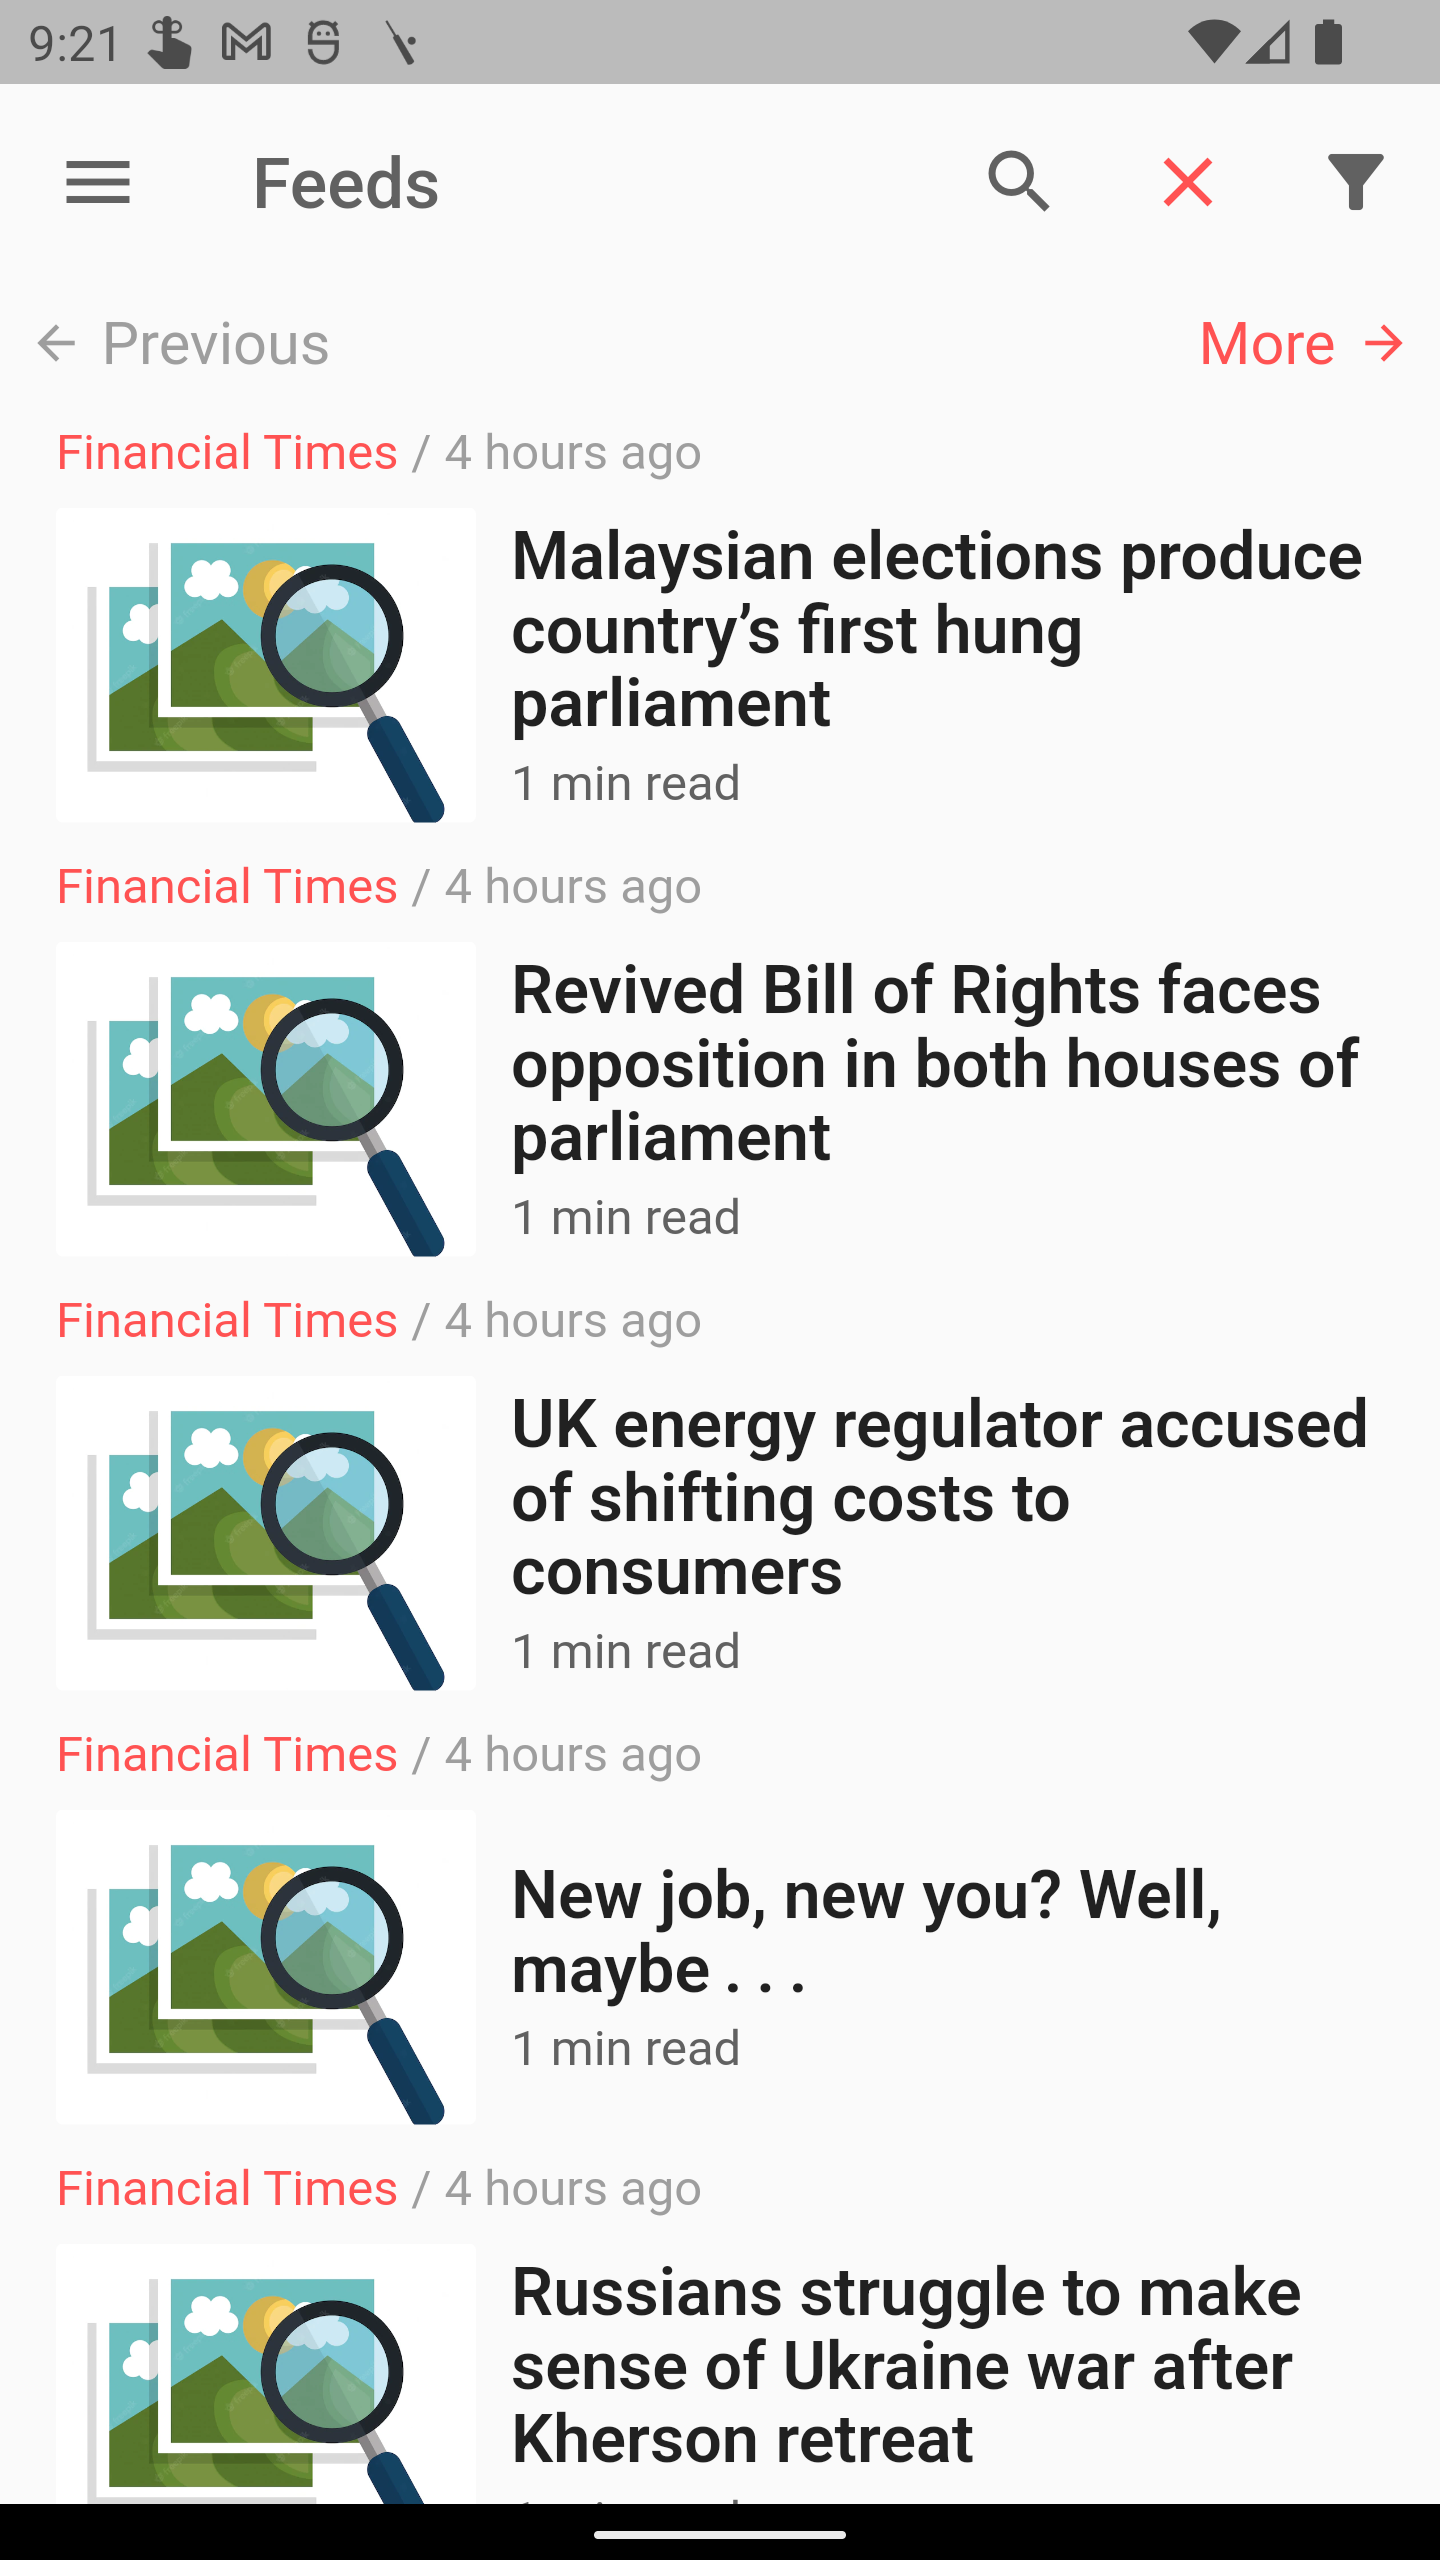 9:21
Feeds
Previous
More
Financial Times / 4 hours ago
Malaysian elections produce
country’s first hung
parliament
1 min read
Financial Times / 4 hours ago
Revived Bill of Rights faces
opposition in both houses of
parliament
1 min read
Financial Times / 4 hours ago
UK energy regulator accused
of shifting costs to
consumers
1 min read
Financial Times / 4 hours ago
New job, new you? Well,
maybe . . .
1 min read
Financial Times / 4 hours ago
Russians struggle to make
sense of Ukraine war after
Kherson retreat